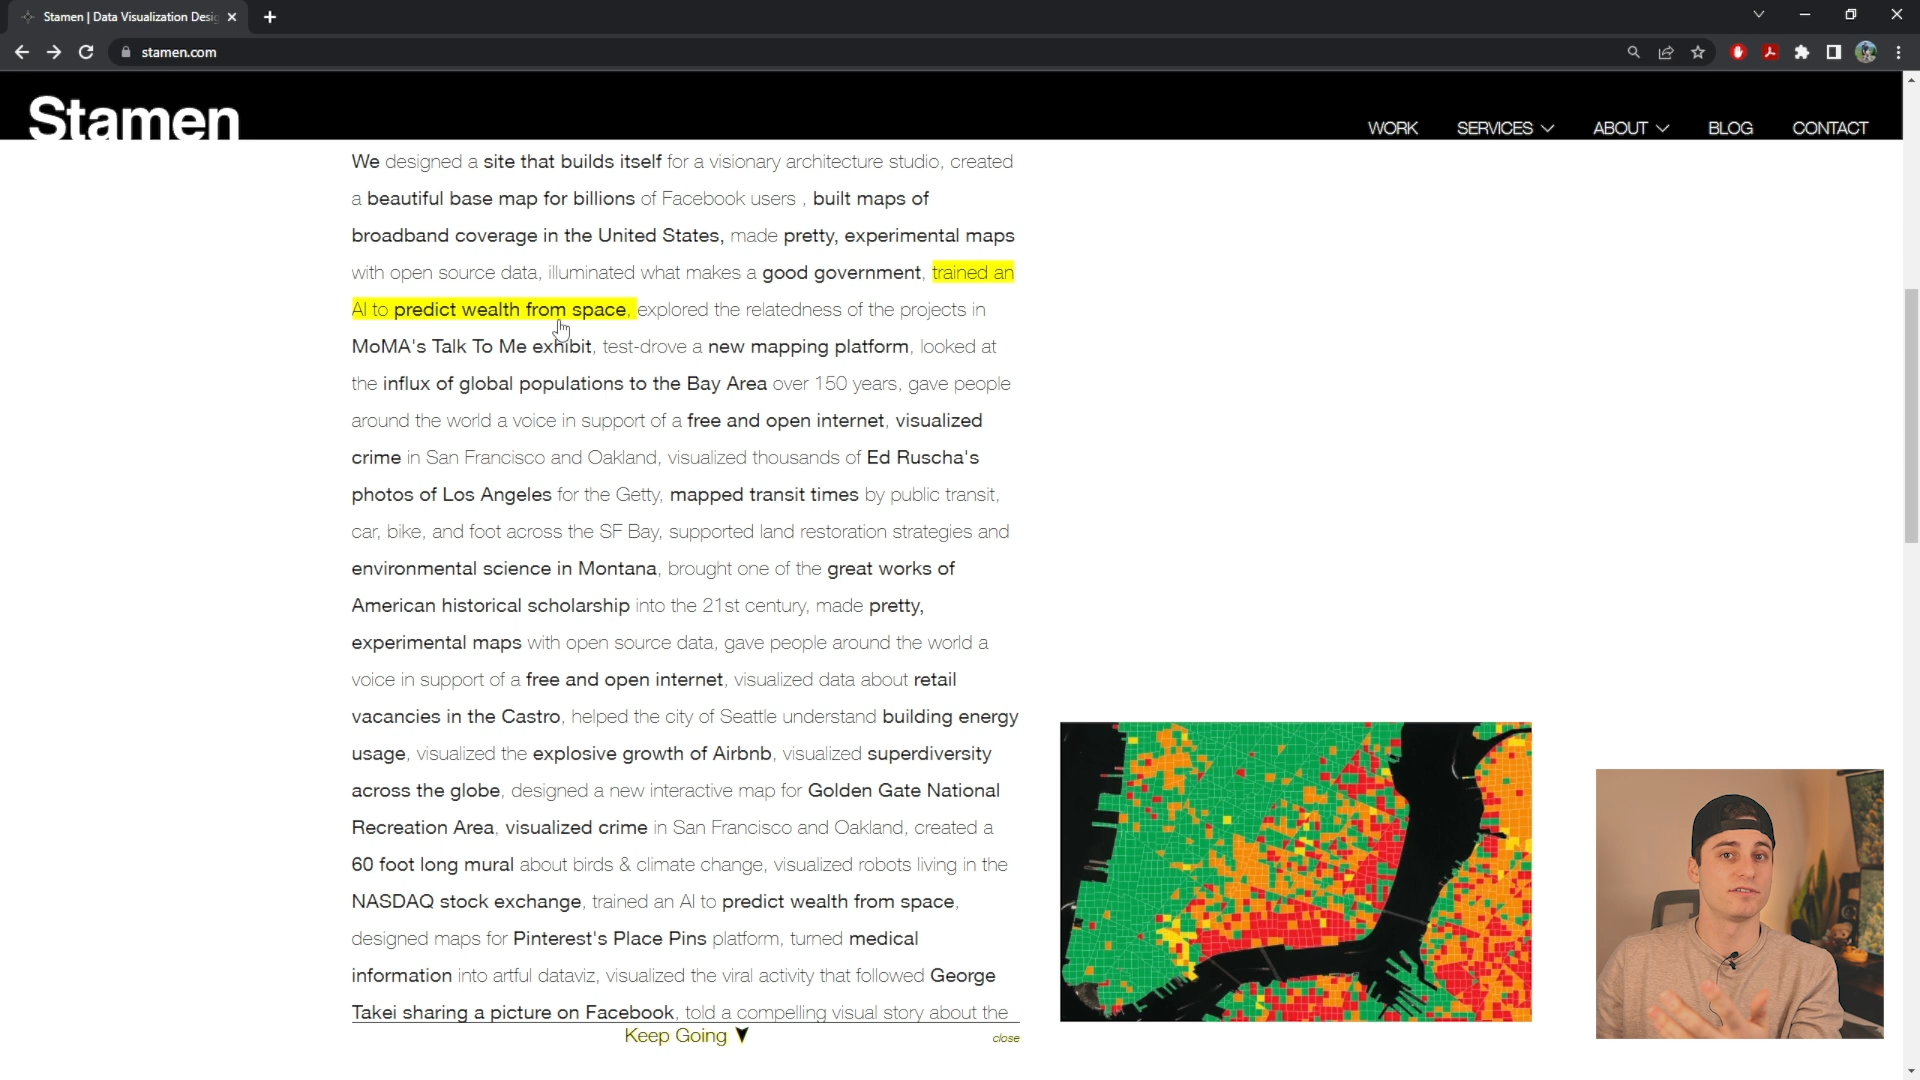 Stamen | Data Visualization Desig
stamen.com
Stamen
WORK
SERVICES
ABOUT
BLOG
CONTACT
We designed a site that builds itself for a visionary architecture studio, created
a beautiful base map for billions of Facebook users , built maps of
broadband coverage in the United States, made pretty, experimental maps
with open source data, illuminated what makes a good government, trained an
AI to predict wealth from space, explored the relatedness of the projects in
MoMA's Talk To Me exhibit, test-drove a new mapping platform, looked at
the influx of global populations to the Bay Area over 150 years, gave people
around the world a voice in support of a free and open internet, visualized
crime in San Francisco and Oakland, visualized thousands of Ed Ruscha's
photos of Los Angeles for the Getty, mapped transit times by public transit,
car, bike, and foot across the SF Bay, supported land restoration strategies and
environmental science in Montana, brought one of the great works of
American historical scholarship into the 21st century, made pretty,
experimental maps with open source data, gave people around the world a
voice in support of a free and open internet, visualized data about retail
vacancies in the Castro, helped the city of Seattle understand building energy
usage, visualized the explosive growth of Airbnb, visualized superdiversity
across the globe, designed a new interactive map for Golden Gate National
Recreation Area, visualized crime in San Francisco and Oakland, created a
60 foot long mural about birds & climate change, visualized robots living in the
NASDAQ stock exchange, trained an AI to predict wealth from space,
designed maps for Pinterest's Place Pins platform, turned medical
information into artful dataviz, visualized the viral activity that followed George
Takei sharing a picture on Facebook, told a compelling visual story about the
Keep Going
close